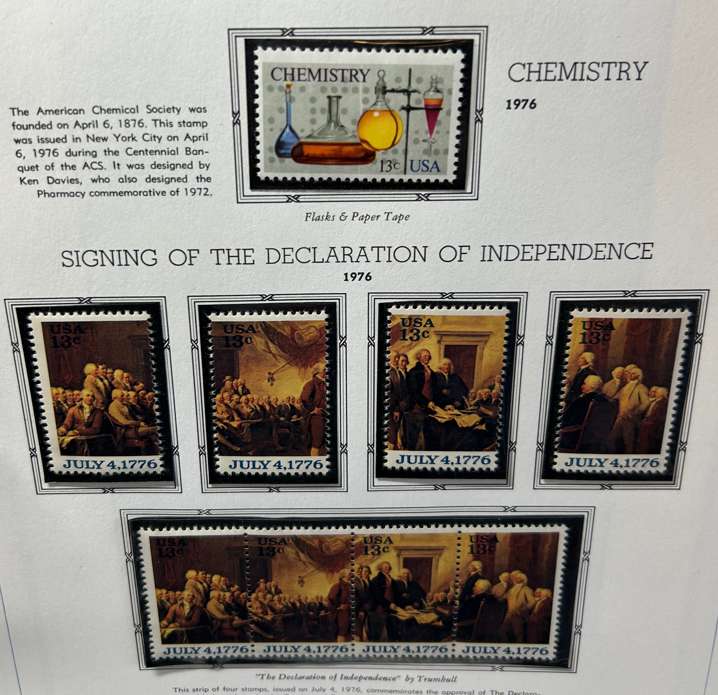 CHEMISTRY
13c USA
CHEMISTRY
1976
The American Chemical Society was
founded on April 6, 1876. This stamp
was issued in New York City on April
6, 1976 during the Centennial Ban-
quet of the ACS. It was designed by
Ken Davies, who also designed the
Pharmacy commemorative of 1972.
Flasks & Paper Tape
SIGNING OF THE DECLARATION OF INDEPENDENCE
1976
USA
13c
JULY 4,1776
USA
13c
JULY 4,1776
USA
13c
JULY 4,1776
USA
13c
JULY 4,1776
USA
13c
JULY 4,1776
USA
13c
JULY 4,1776
USA
13c
JULY 4,1776
USA
13c
JULY 4,1776
"The Declaration of Independence" by Trumbull
This strip of four stamps, issued on July 4, 1976, commemorates the approval of The Declara-